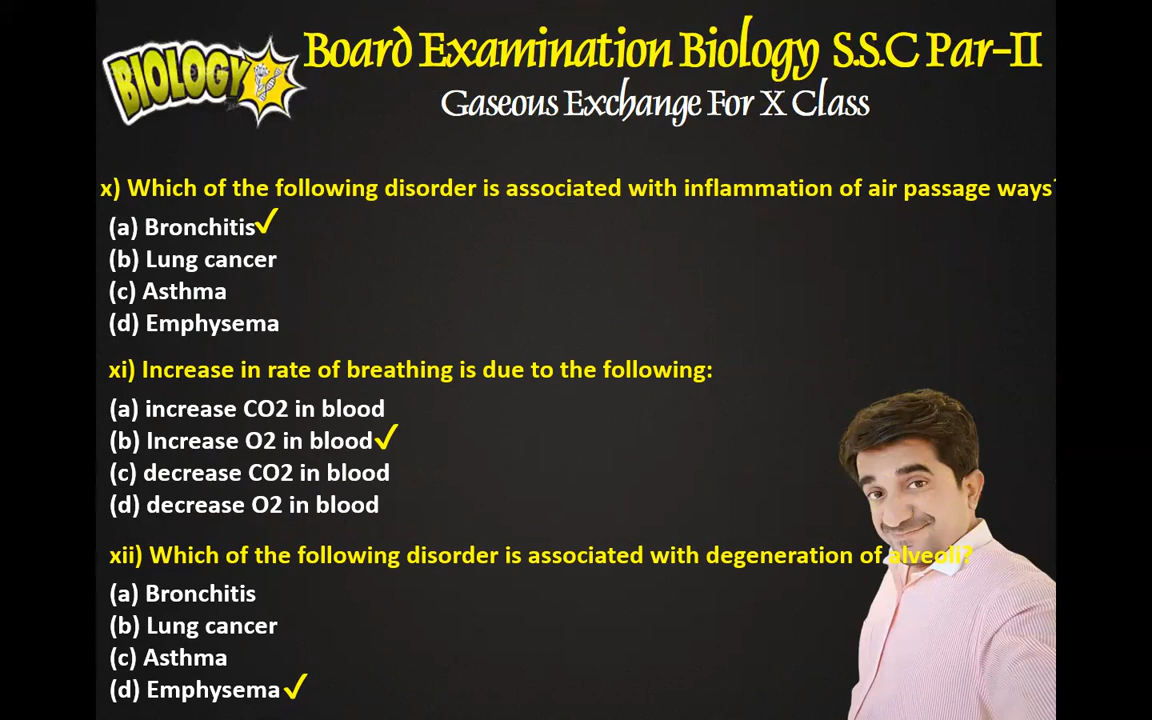 BIOLOGY
Board Examination Biology S.S.C Par-II
Gaseous Exchange For X Class
x) Which of the following disorder is associated with inflammation of air passage ways?
(a) Bronchitis✓
(b) Lung cancer
(c) Asthma
(d) Emphysema
xi) Increase in rate of breathing is due to the following:
(a) increase CO2 in blood
(b) Increase O2 in blood✓
(c) decrease CO2 in blood
(d) decrease O2 in blood
xii) Which of the following disorder is associated with degeneration of alveoli?
(a) Bronchitis
(b) Lung cancer
(c) Asthma
(d) Emphysema✓